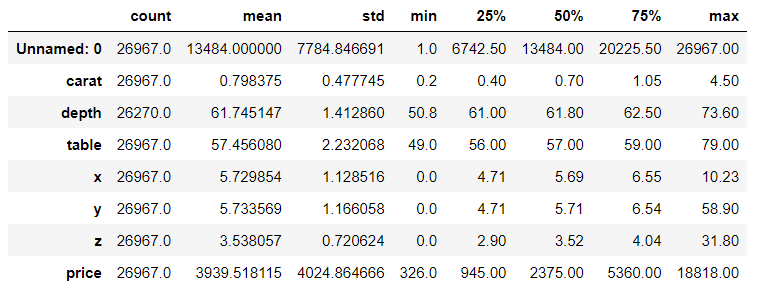 count mean std min 25% 50% 75% max
Unnamed: 0 26967.0 13484.000000 7784.846691 1.0 6742.50 13484.00 20225.50 26967.00
carat 26967.0 0.798375 0.477745 0.2 0.40 0.70 1.05 4.50
depth 26270.0 61.745147 1.412860 50.8 61.00 61.80 62.50 73.60
table 26967.0 57.456080 2.232068 49.0 56.00 57.00 59.00 79.00
x 26967.0 5.729854 1.128516 0.0 4.71 5.69 6.55 10.23
y 26967.0 5.733569 1.166058 0.0 4.71 5.71 6.54 58.90
z 26967.0 3.538057 0.720624 0.0 2.90 3.52 4.04 31.80
price 26967.0 3939.518115 4024.864666 326.0 945.00 2375.00 5360.00 18818.00